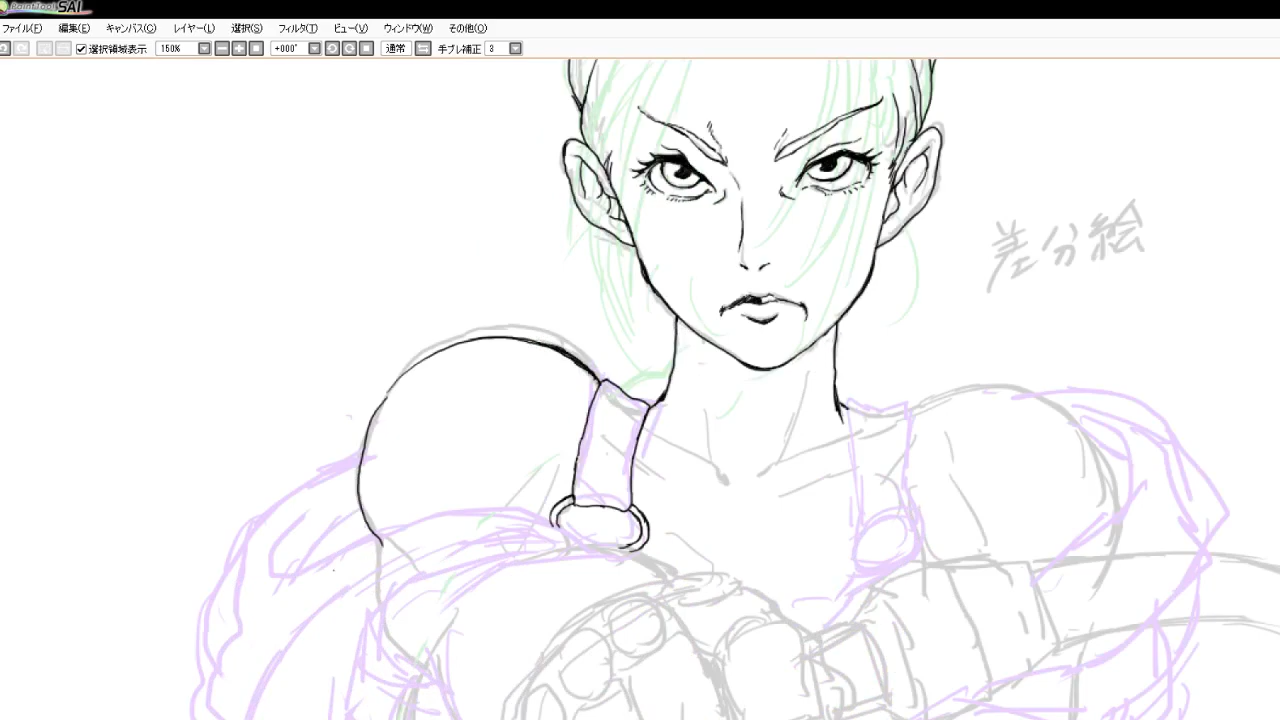 PaintTool SAI
ファイル(F) 編集(E) キャンバス(C) レイヤー(L) 選択(S) フィルタ(T) ビュー(V) ウィンドウ(W) その他(O)
選択領域表示 150% +000° 通常 手ブレ補正 3
差分絵